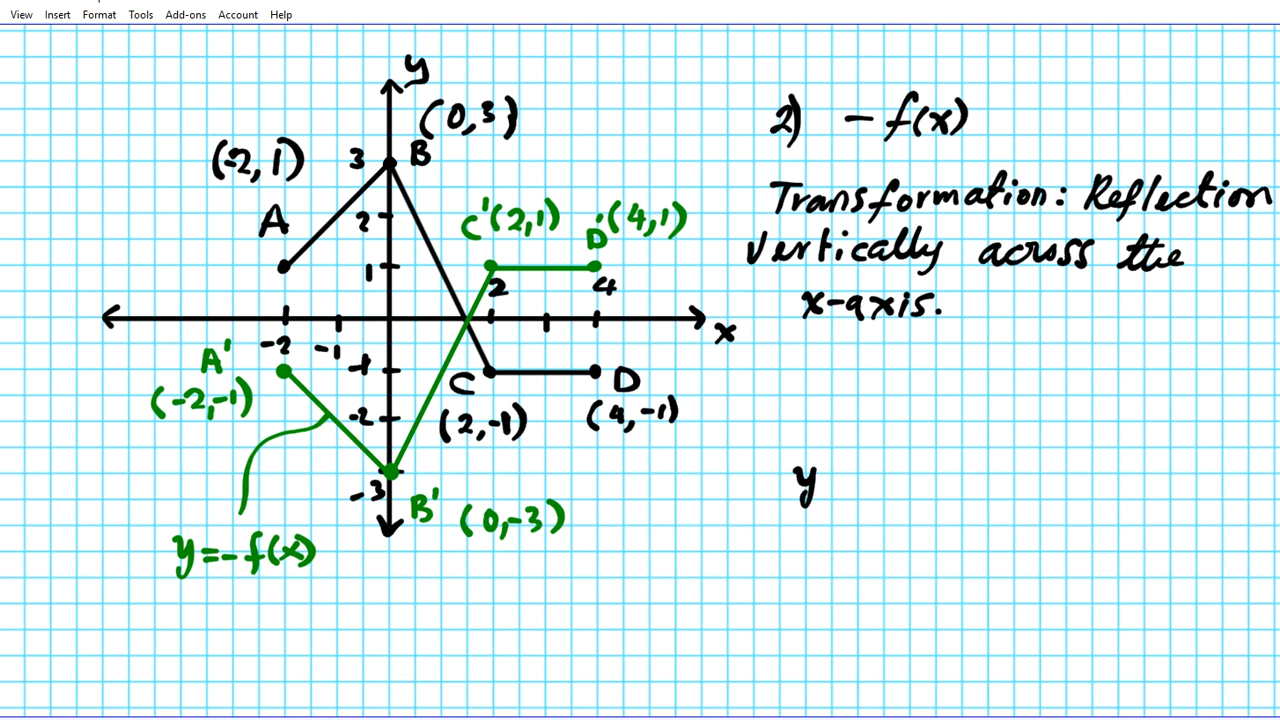 View Insert Format Tools Add-ons Account Help
y
(0,3)
2) -f(x)
(-2,1)
3
B
Transformation: Reflection
A
2
C'(2,1)
D'(4,1)
vertically across the
1
2
4
x-axis.
x
-2
-1
A'
-1
C
D
(-2,-1)
-2
(2,-1)
(4,-1)
y
-3
B' (0,-3)
y=-f(x)